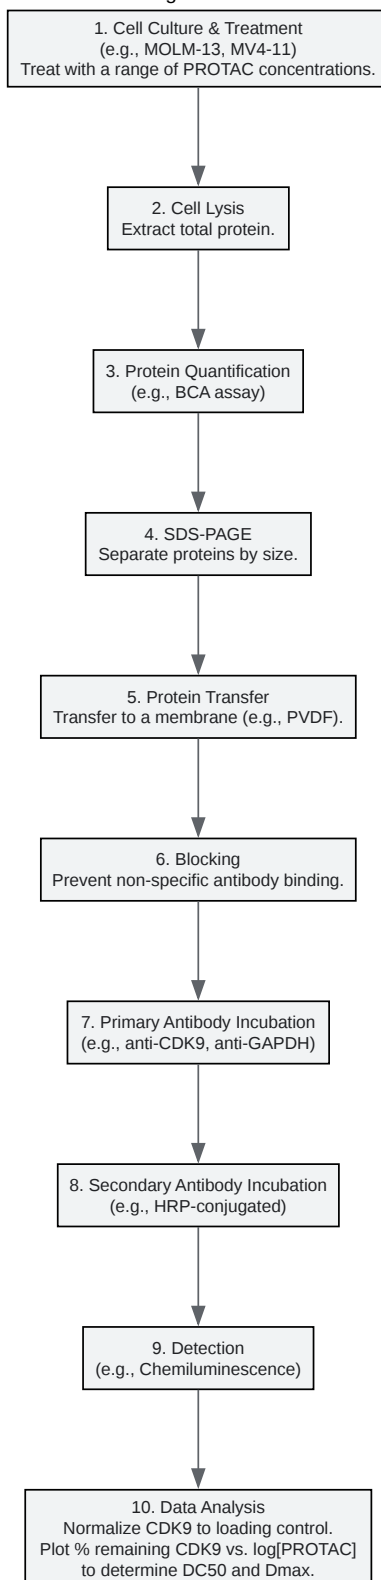 1. Cell Culture & Treatment
(e.g., MOLM-13, MV4-11)
Treat with a range of PROTAC concentrations.
2. Cell Lysis
Extract total protein.
3. Protein Quantification
(e.g., BCA assay)
4. SDS-PAGE
Separate proteins by size.
5. Protein Transfer
Transfer to a membrane (e.g., PVDF).
6. Blocking
Prevent non-specific antibody binding.
7. Primary Antibody Incubation
(e.g., anti-CDK9, anti-GAPDH)
8. Secondary Antibody Incubation
(e.g., HRP-conjugated)
9. Detection
(e.g., Chemiluminescence)
10. Data Analysis
Normalize CDK9 to loading control.
Plot % remaining CDK9 vs. log[PROTAC]
to determine DC50 and Dmax.